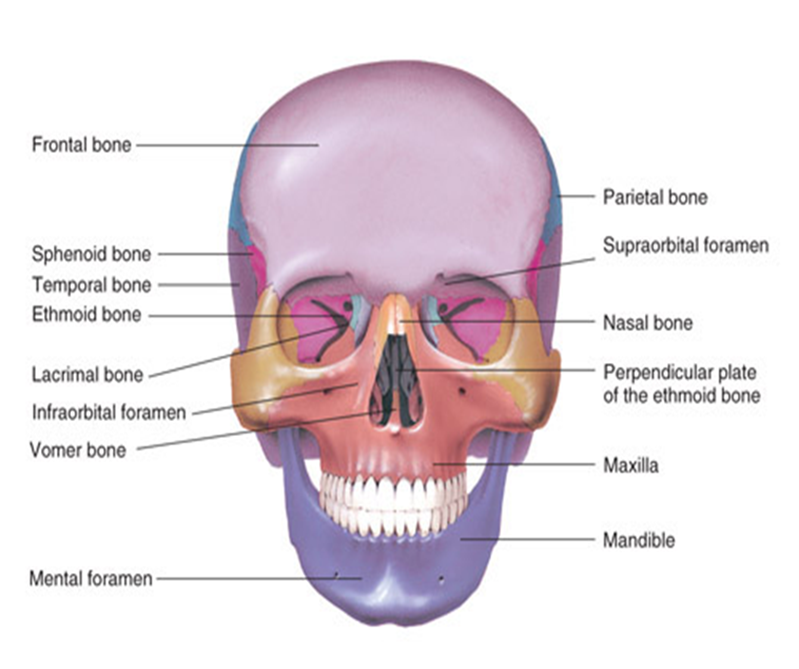 Frontal bone
Sphenoid bone
Temporal bone
Ethmoid bone
Lacrimal bone
Infraorbital foramen
Vomer bone
Mental foramen
Parietal bone
Supraorbital foramen
Nasal bone
Perpendicular plate
of the ethmoid bone
Maxilla
Mandible